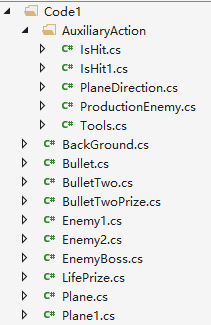 Code1
AuxiliaryAction
C# IsHit.cs
C# IsHit1.cs
C# PlaneDirection.cs
C# ProductionEnemy.cs
C# Tools.cs
C# BackGround.cs
C# Bullet.cs
C# BulletTwo.cs
C# BulletTwoPrize.cs
C# Enemy1.cs
C# Enemy2.cs
C# EnemyBoss.cs
C# LifePrize.cs
C# Plane.cs
C# Plane1.cs